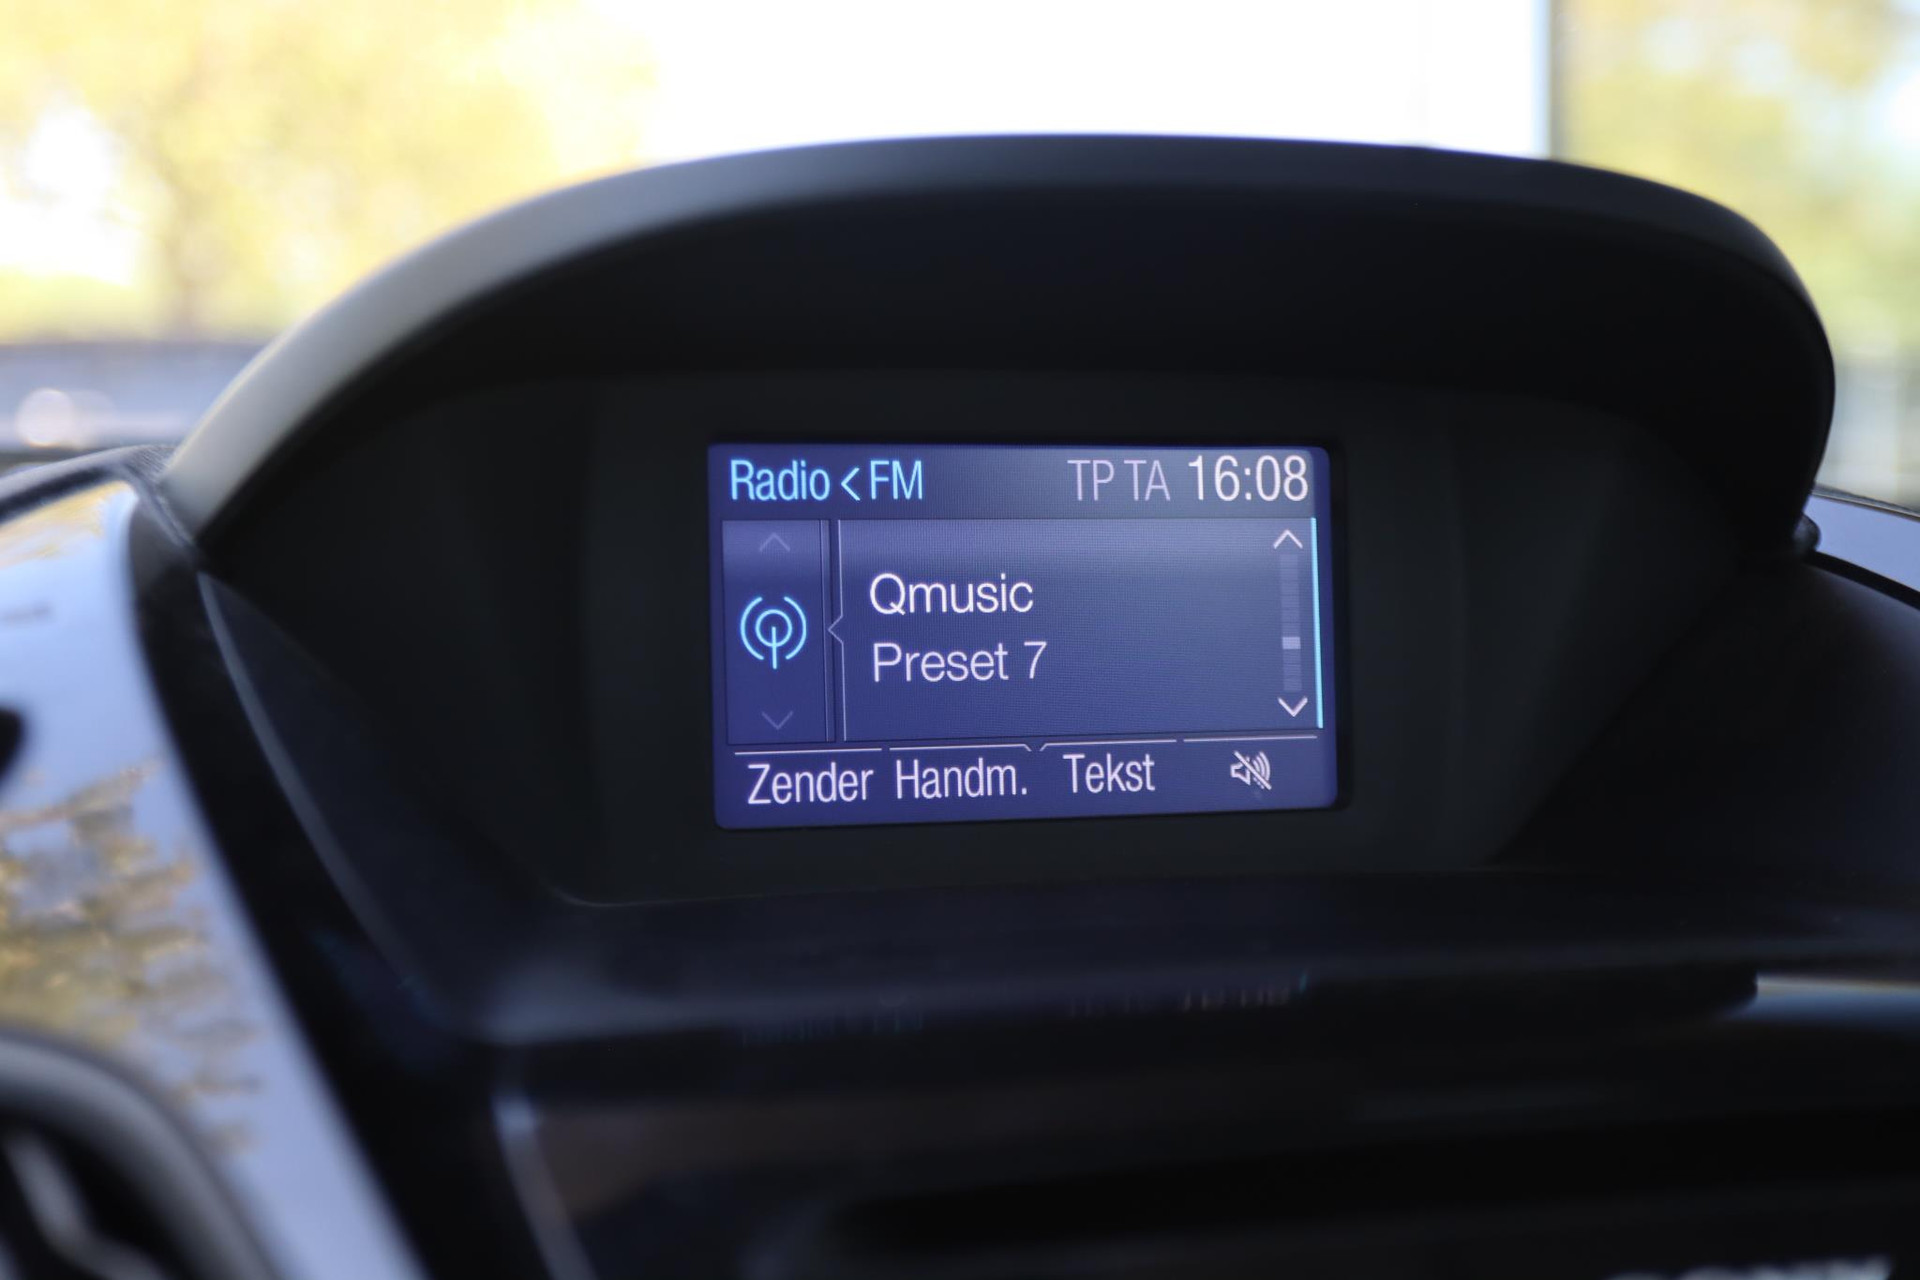 Radio < FM TP TA 16:08
Qmusic
Preset 7
Zender Handm. Tekst